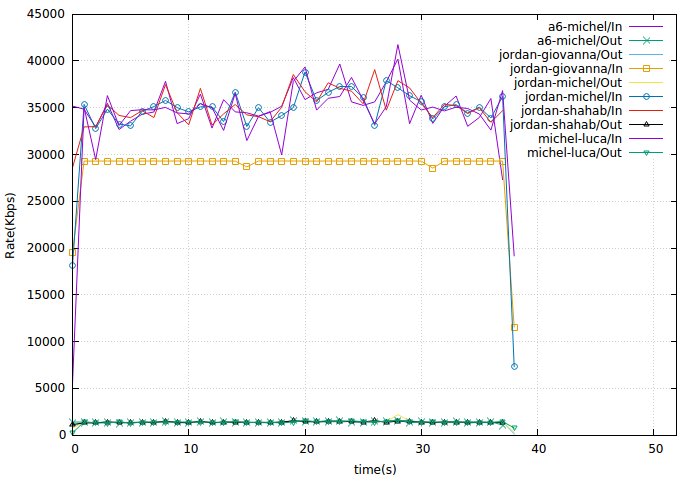 45000
40000
35000
30000
25000
20000
15000
10000
5000
0
Rate(Kbps)
a6-michel/In
a6-michel/Out
jordan-giovanna/Out
jordan-giovanna/In
jordan-michel/Out
jordan-michel/In
jordan-shahab/In
jordan-shahab/Out
michel-luca/In
michel-luca/Out
0 10 20 30 40 50
time(s)